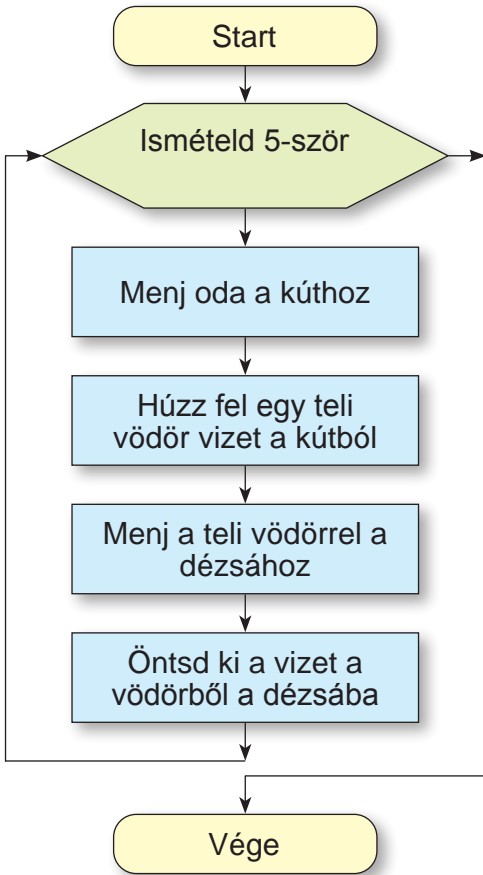 Start
Ismételd 5-ször
Menj oda a kúthoz
Húzz fel egy teli
vödör vizet a kútból
Menj a teli vödörrel a
dézsához
Öntsd ki a vizet a
vödörből a dézsába
Vége